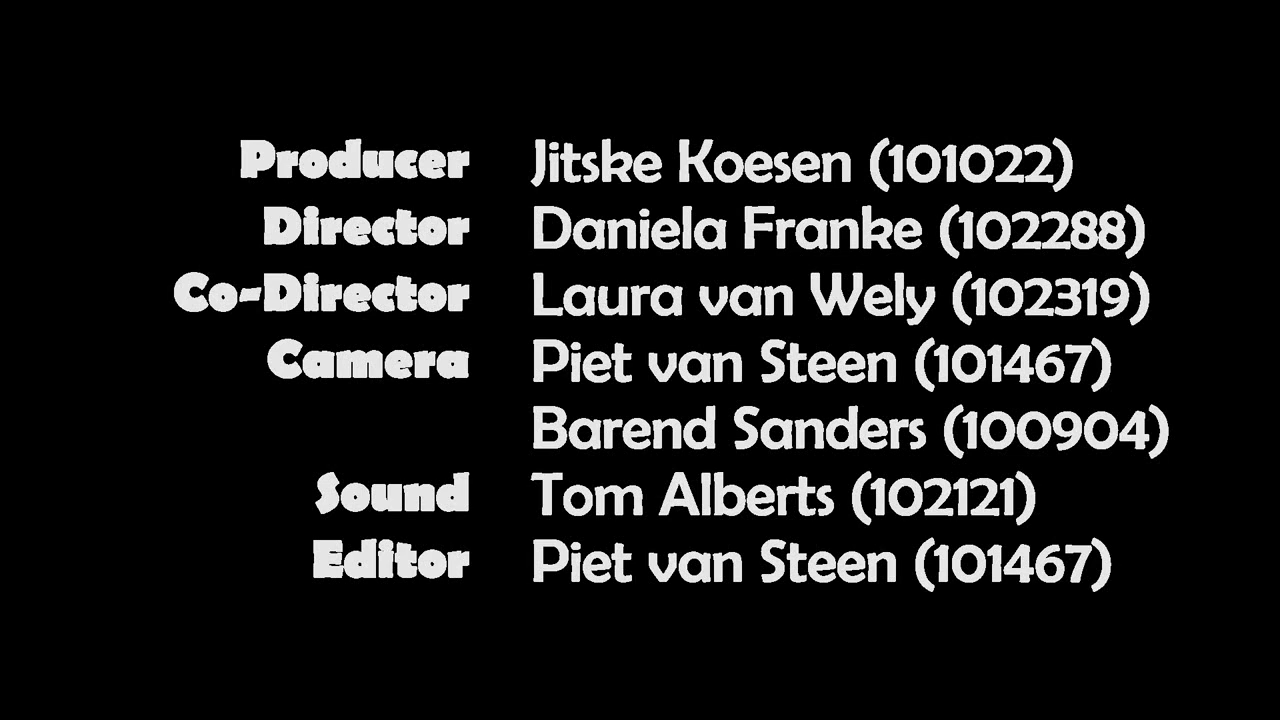 Producer Jitske Koesen (101022)
Director Daniela Franke (102288)
Co-Director Laura van Wely (102319)
Camera Piet van Steen (101467)
Barend Sanders (100904)
Sound Tom Alberts (102121)
Editor Piet van Steen (101467)